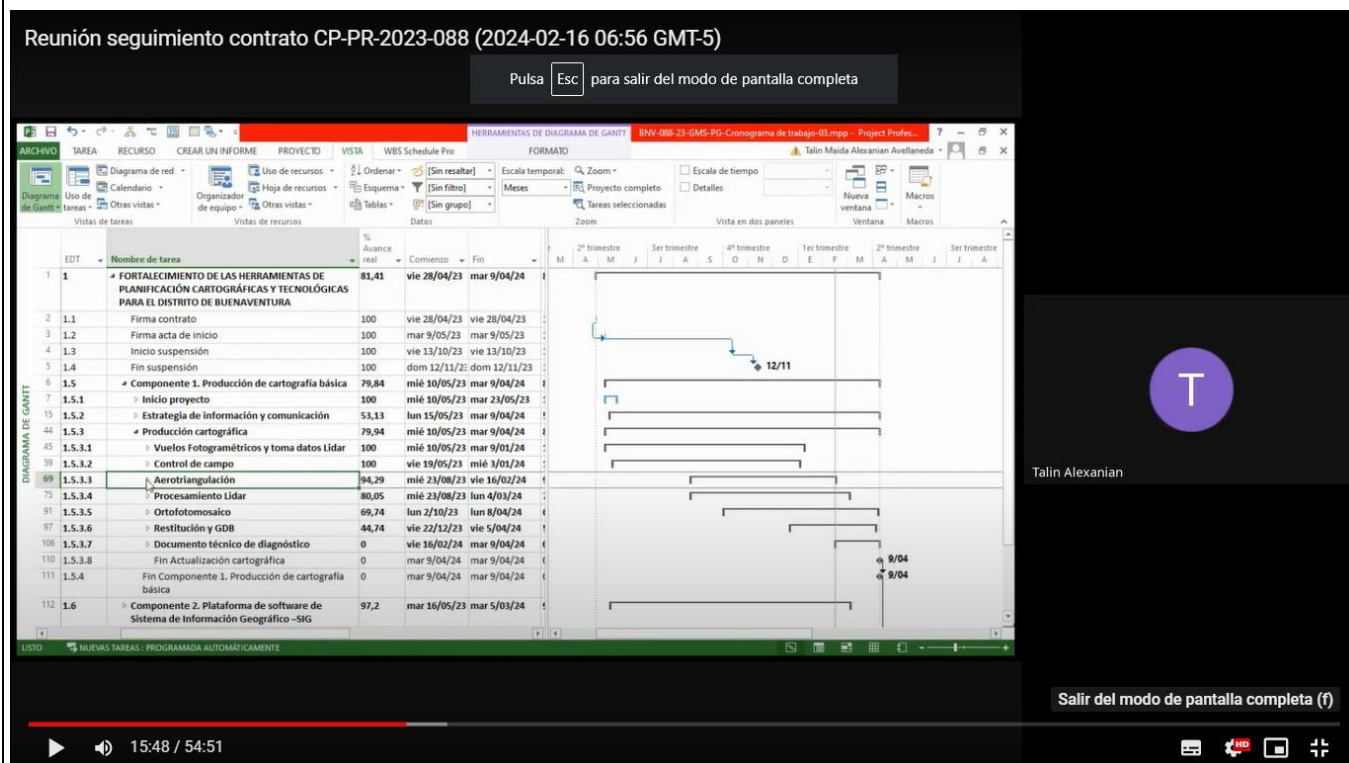 Reunión seguimiento contrato CP-PR-2023-088 (2024-02-16 06:56 GMT-5)
Pulsa Esc para salir del modo de pantalla completa
HERRAMIENTAS DE DIAGRAMA DE GANTT BNV-088-23-GMS-PG-Cronograma de trabajo-03.mpp - Project Profes...
ARCHIVO TAREA RECURSO CREAR UN INFORME PROYECTO VISTA WBS Schedule Pro FORMATO Talin Maida Alexanian Avellaneda
Diagrama de Gantt
Uso de tareas
Diagrama de red
Calendario
Otras vistas
Vistas de tareas
Organizador de equipo
Uso de recursos
Hoja de recursos
Otras vistas
Vistas de recursos
Ordenar
Esquema
Tablas
[Sin resaltar]
[Sin filtro]
[Sin grupo]
Datos
Escala temporal:
Meses
Zoom
Proyecto completo
Tareas seleccionadas
Zoom
Escala de tiempo
Detalles
Vista en dos paneles
Nueva ventana
Ventana
Macros
Macros
EDT Nombre de tarea % Avance real Comienzo Fin
2º trimestre 3er trimestre 4º trimestre 1er trimestre 2º trimestre 3er trimestre
M A M J J A S O N D E F M A M J J A
1 1 FORTALECIMIENTO DE LAS HERRAMIENTAS DE PLANIFICACIÓN CARTOGRÁFICAS Y TECNOLÓGICAS PARA EL DISTRITO DE BUENAVENTURA 81,41 vie 28/04/23 mar 9/04/24
2 1.1 Firma contrato 100 vie 28/04/23 vie 28/04/23
3 1.2 Firma acta de inicio 100 mar 9/05/23 mar 9/05/23
4 1.3 Inicio suspensión 100 vie 13/10/23 vie 13/10/23
5 1.4 Fin suspensión 100 dom 12/11/23 dom 12/11/23 12/11
6 1.5 Componente 1. Producción de cartografía básica 79,84 mié 10/05/23 mar 9/04/24
7 1.5.1 Inicio proyecto 100 mié 10/05/23 mar 23/05/23
15 1.5.2 Estrategia de información y comunicación 53,13 lun 15/05/23 mar 9/04/24
44 1.5.3 Producción cartográfica 79,94 mié 10/05/23 mar 9/04/24
45 1.5.3.1 Vuelos Fotogramétricos y toma datos Lidar 100 mié 10/05/23 mar 9/01/24
59 1.5.3.2 Control de campo 100 vie 19/05/23 mié 3/01/24
69 1.5.3.3 Aerotriangulación 94,29 mié 23/08/23 vie 16/02/24
75 1.5.3.4 Procesamiento Lidar 80,05 mié 23/08/23 lun 4/03/24
91 1.5.3.5 Ortofotomosaico 69,74 lun 2/10/23 lun 8/04/24
97 1.5.3.6 Restitución y GDB 44,74 vie 22/12/23 vie 5/04/24
106 1.5.3.7 Documento técnico de diagnóstico 0 vie 16/02/24 mar 9/04/24
110 1.5.3.8 Fin Actualización cartográfica 0 mar 9/04/24 mar 9/04/24 9/04
111 1.5.4 Fin Componente 1. Producción de cartografía básica 0 mar 9/04/24 mar 9/04/24 9/04
112 1.6 Componente 2. Plataforma de software de Sistema de Información Geográfico –SIG 97,2 mar 16/05/23 mar 5/03/24
DIAGRAMA DE GANTT
LISTO NUEVAS TAREAS : PROGRAMADA AUTOMÁTICAMENTE
T
Talin Alexanian
Salir del modo de pantalla completa (f)
15:48 / 54:51
HD